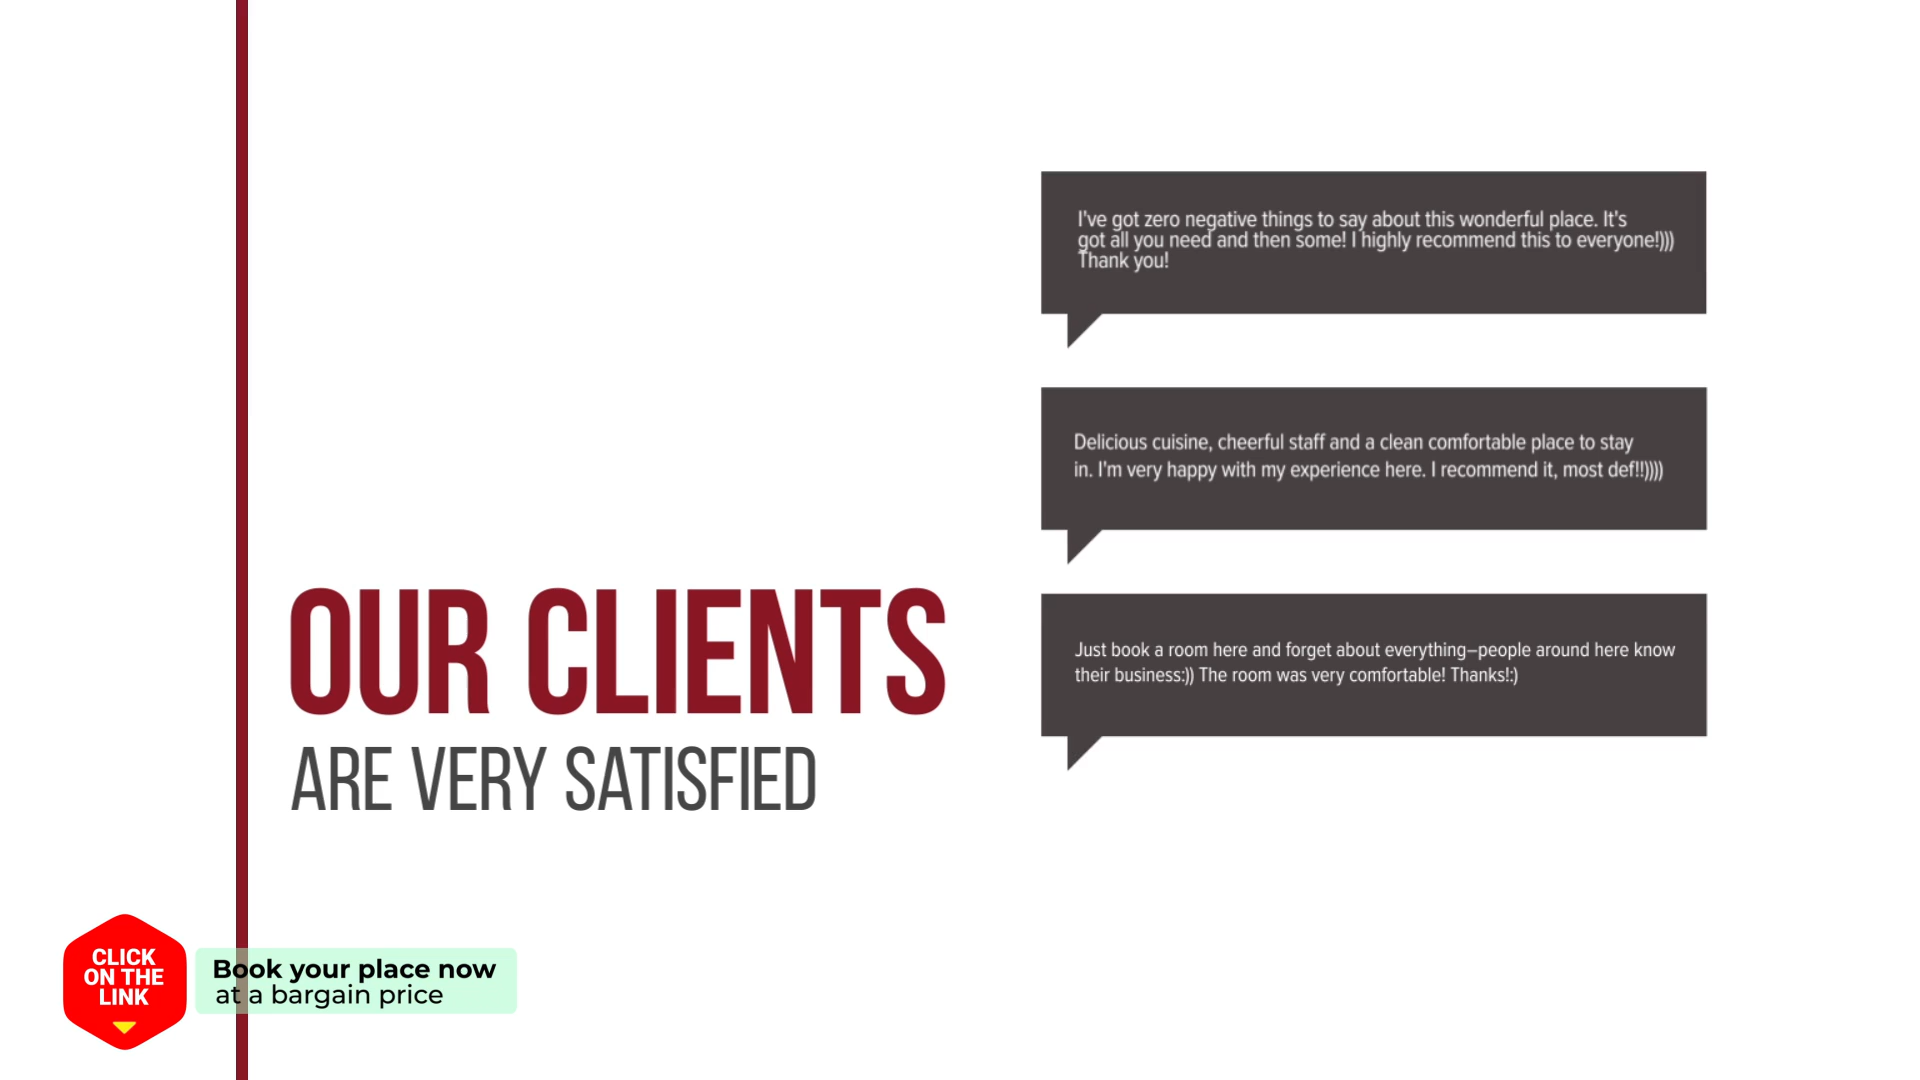 I've got zero negative things to say about this wonderful place. It's
got all you need and then some! I highly recommend this to everyone!)))
Thank you!
Delicious cuisine, cheerful staff and a clean comfortable place to stay
in. I'm very happy with my experience here. I recommend it, most def!!))))
Just book a room here and forget about everything–people around here know
their business:)) The room was very comfortable! Thanks!:)
OUR CLIENTS
ARE VERY SATISFIED
CLICK
ON THE
LINK
Book your place now
at a bargain price